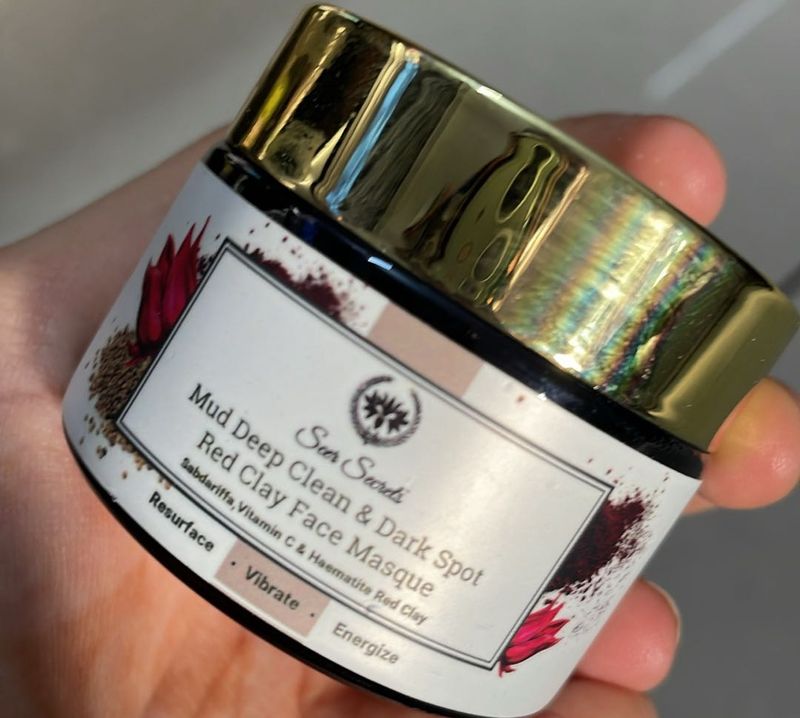 Seer Secrets
Mud Deep Clean & Dark Spot
Red Clay Face Masque
Sabdariffa, Vitamin C & Haematite Red Clay
Resurface
· Vibrate ·
Energize